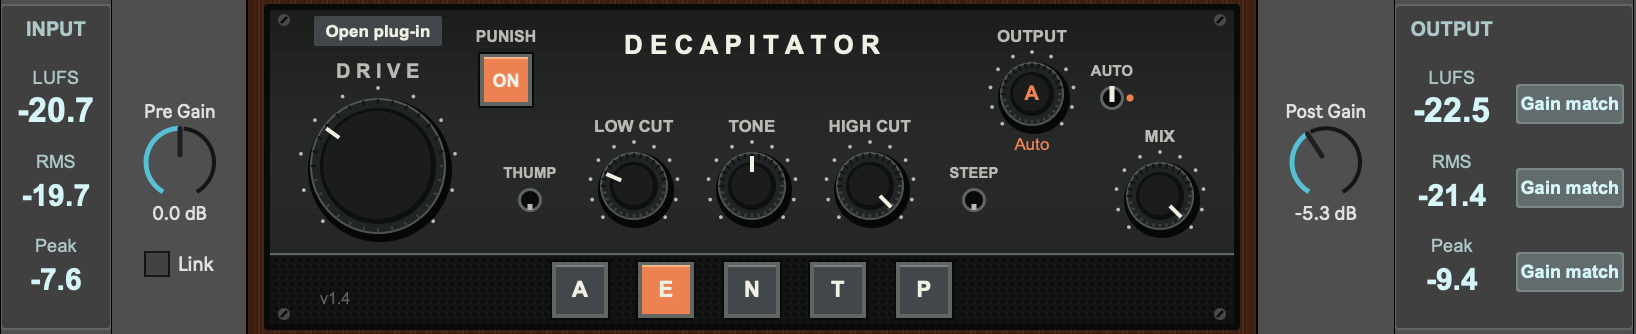 INPUT
LUFS
-20.7
RMS
-19.7
Peak
-7.6
Pre Gain
0.0 dB
Link
Open plug-in
PUNISH
ON
DECAPITATOR
DRIVE
OUTPUT
A
Auto
AUTO
THUMP
LOW CUT
TONE
HIGH CUT
STEEP
MIX
v1.4
A
E
N
T
P
Post Gain
-5.3 dB
OUTPUT
LUFS
-22.5
Gain match
RMS
-21.4
Gain match
Peak
-9.4
Gain match